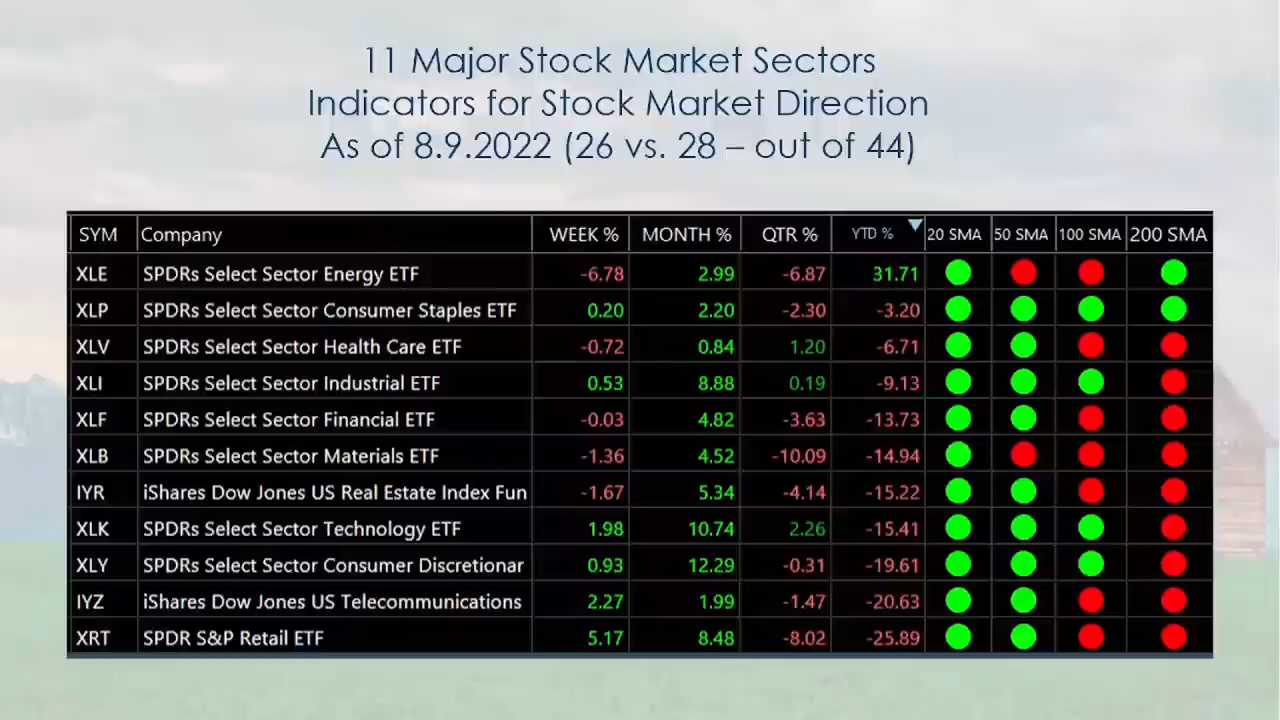 11 Major Stock Market Sectors
Indicators for Stock Market Direction
As of 8.9.2022 (26 vs. 28 – out of 44)
SYM Company WEEK % MONTH % QTR % YTD % 20 SMA 50 SMA 100 SMA 200 SMA
XLE SPDRs Select Sector Energy ETF -6.78 2.99 -6.87 31.71
XLP SPDRs Select Sector Consumer Staples ETF 0.20 2.20 -2.30 -3.20
XLV SPDRs Select Sector Health Care ETF -0.72 0.84 1.20 -6.71
XLI SPDRs Select Sector Industrial ETF 0.53 8.88 0.19 -9.13
XLF SPDRs Select Sector Financial ETF -0.03 4.82 -3.63 -13.73
XLB SPDRs Select Sector Materials ETF -1.36 4.52 -10.09 -14.94
IYR iShares Dow Jones US Real Estate Index Fun -1.67 5.34 -4.14 -15.22
XLK SPDRs Select Sector Technology ETF 1.98 10.74 2.26 -15.41
XLY SPDRs Select Sector Consumer Discretionar 0.93 12.29 -0.31 -19.61
IYZ iShares Dow Jones US Telecommunications 2.27 1.99 -1.47 -20.63
XRT SPDR S&P Retail ETF 5.17 8.48 -8.02 -25.89